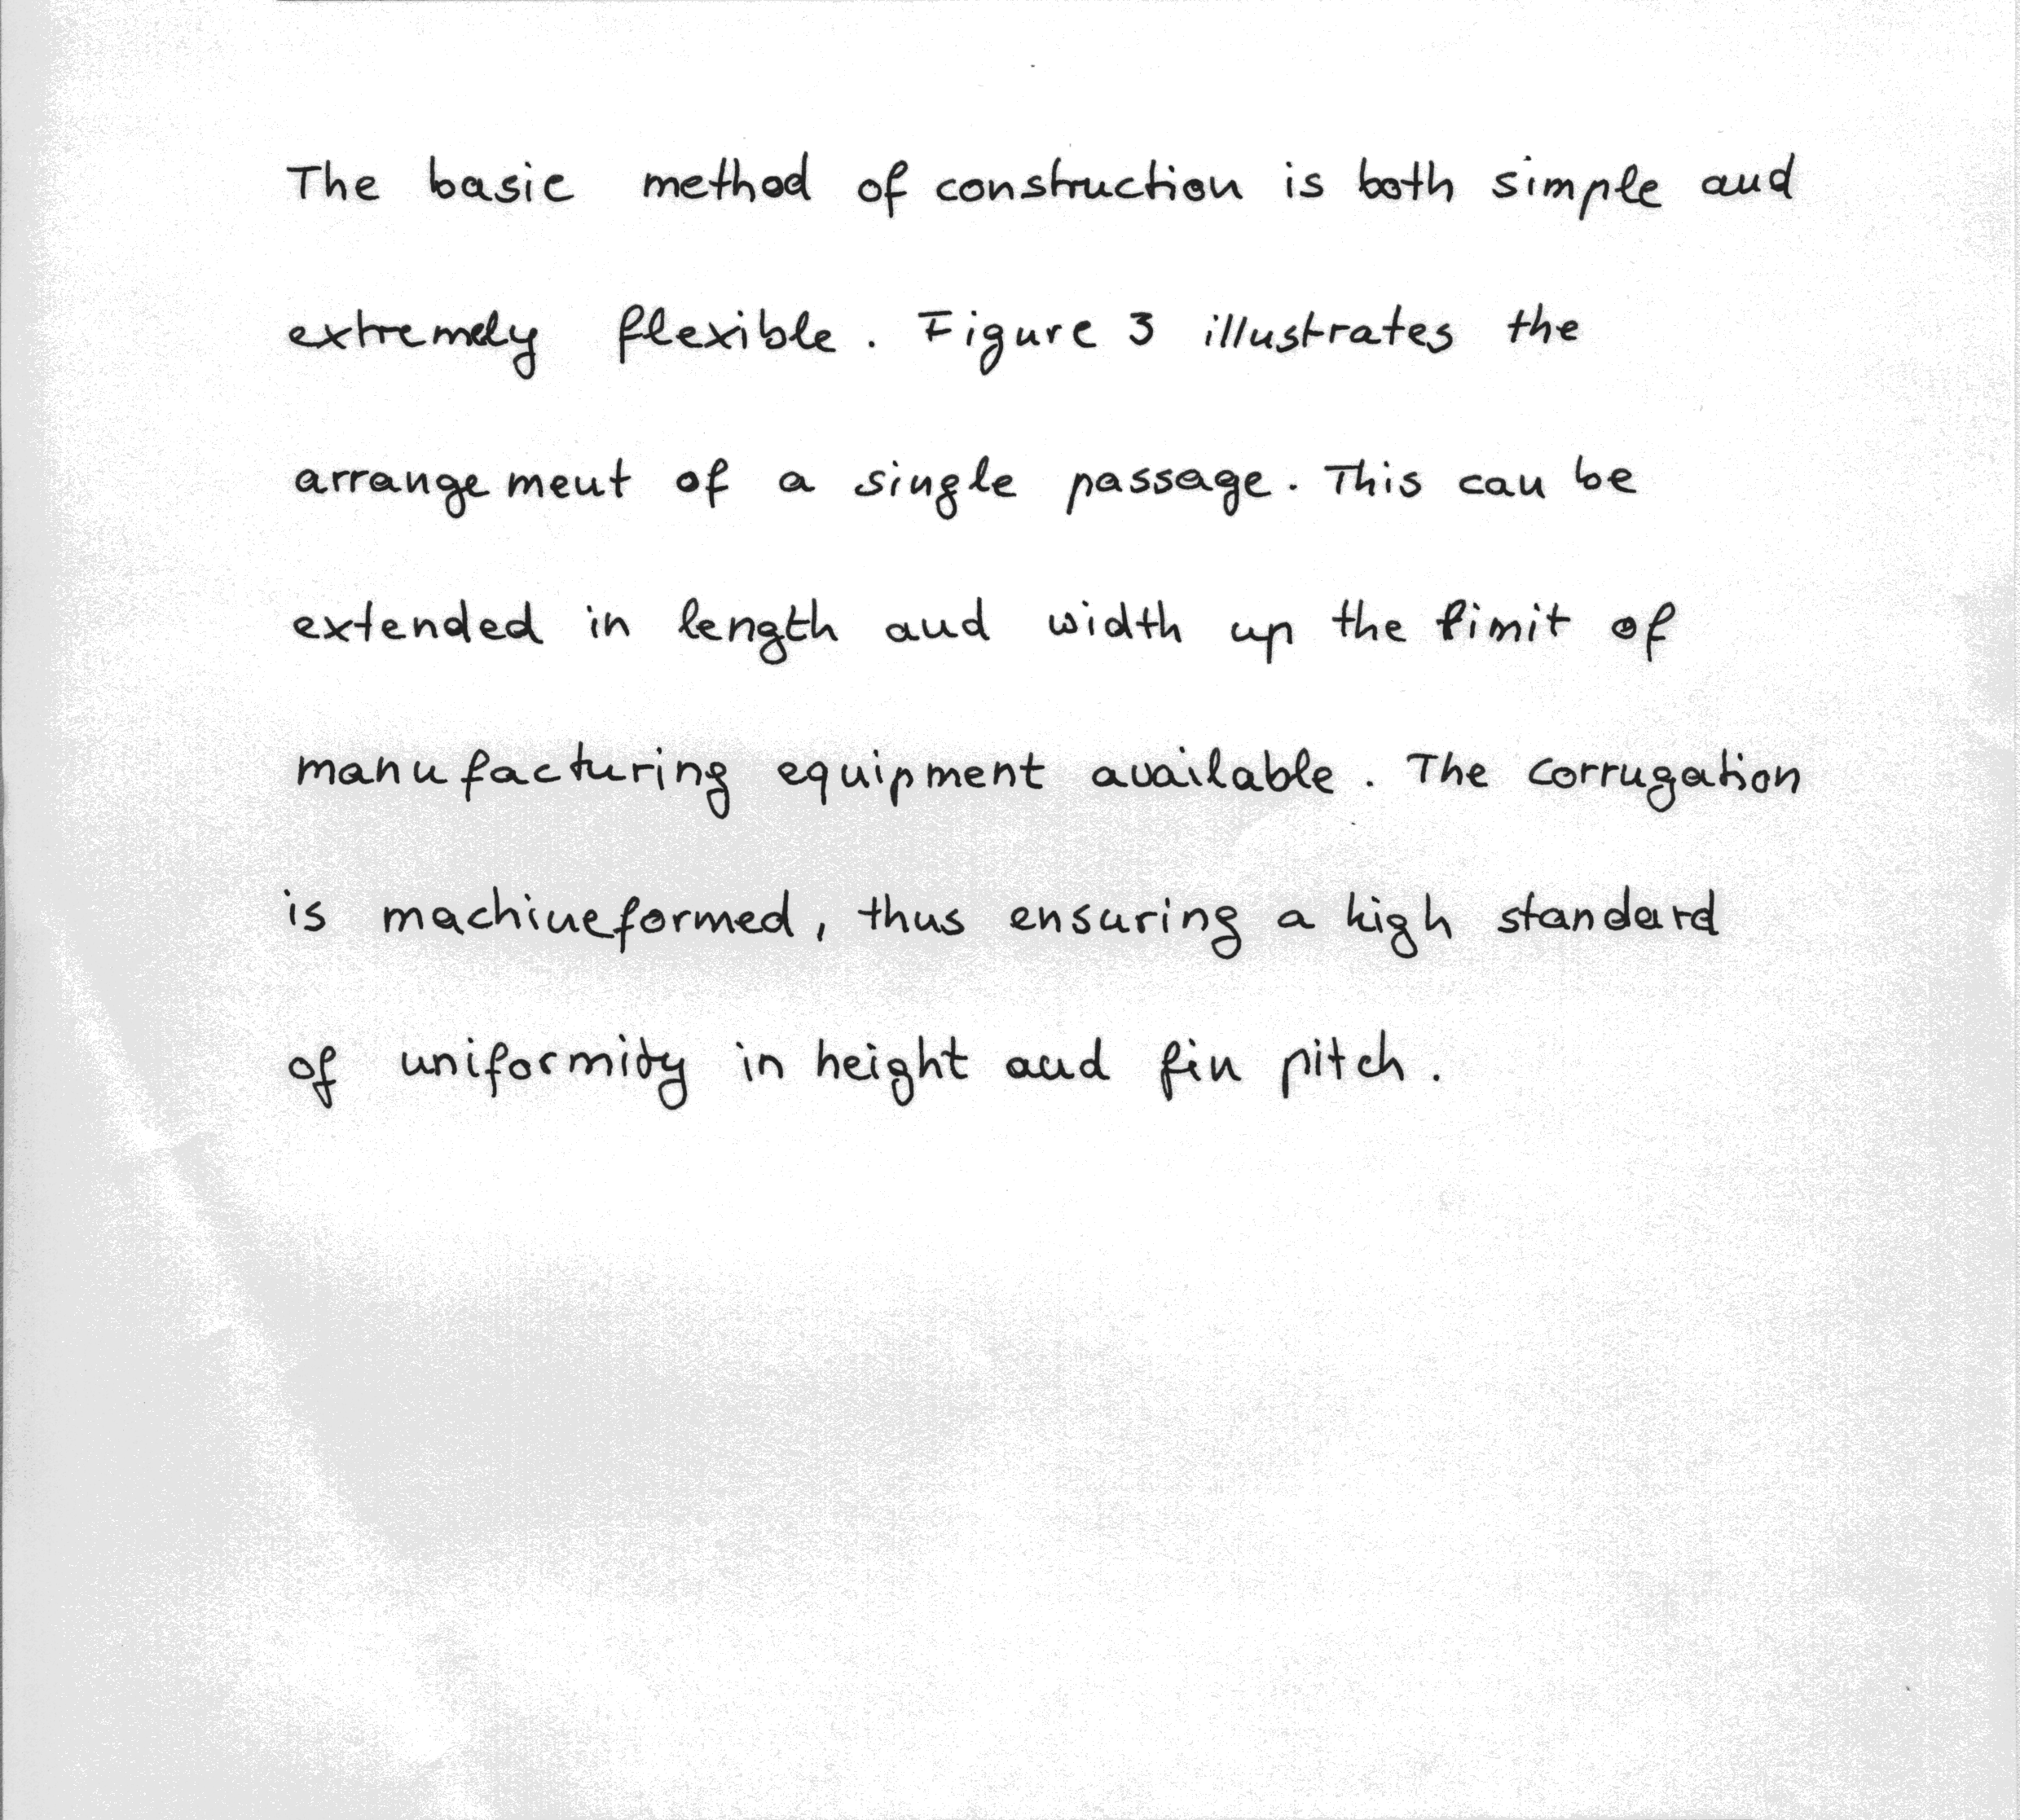 The basic method of construction is both simple and
extremely flexible. Figure 3 illustrates the
arrangement of a single passage. This can be
extended in length and width up the limit of
manufacturing equipment available. The corrugation
is machineformed, thus ensuring a high standard
of uniformity in height and fin pitch.